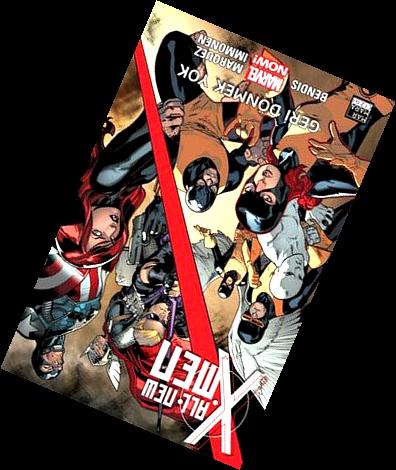 ALL-NEW
X-MEN
GERİ DÖNMEK YOK
BENDIS
MARQUEZ
IMMONEN
MARVEL
NOW!